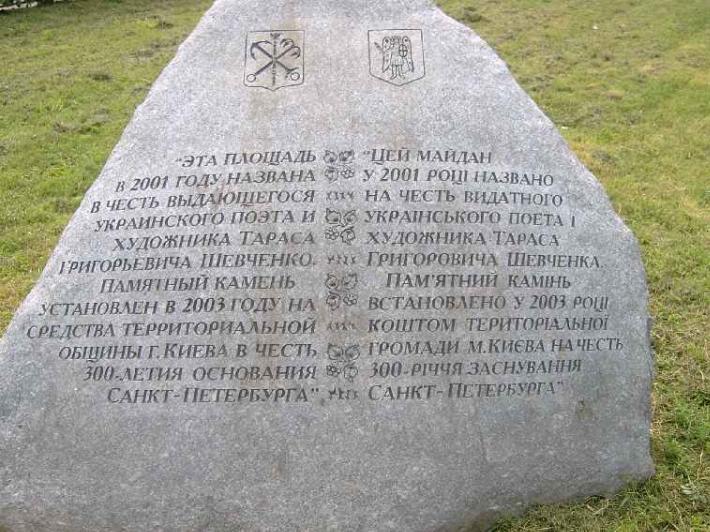 "Эта площадь
в 2001 году названа
в честь выдающегося
украинского поэта и
художника Тараса
Григорьевича Шевченко.
Памятный камень
установлен в 2003 году на
средства территориальной
общины г. Киева в честь
300-летия основания
Санкт-Петербурга"
"Цей майдан
у 2001 році названо
на честь видатного
українського поета і
художника Тараса
Григоровича Шевченка.
Пам'ятний камінь
встановлено у 2003 році
коштом територіальної
громади м. Києва на честь
300-річчя заснування
Санкт-Петербурга"